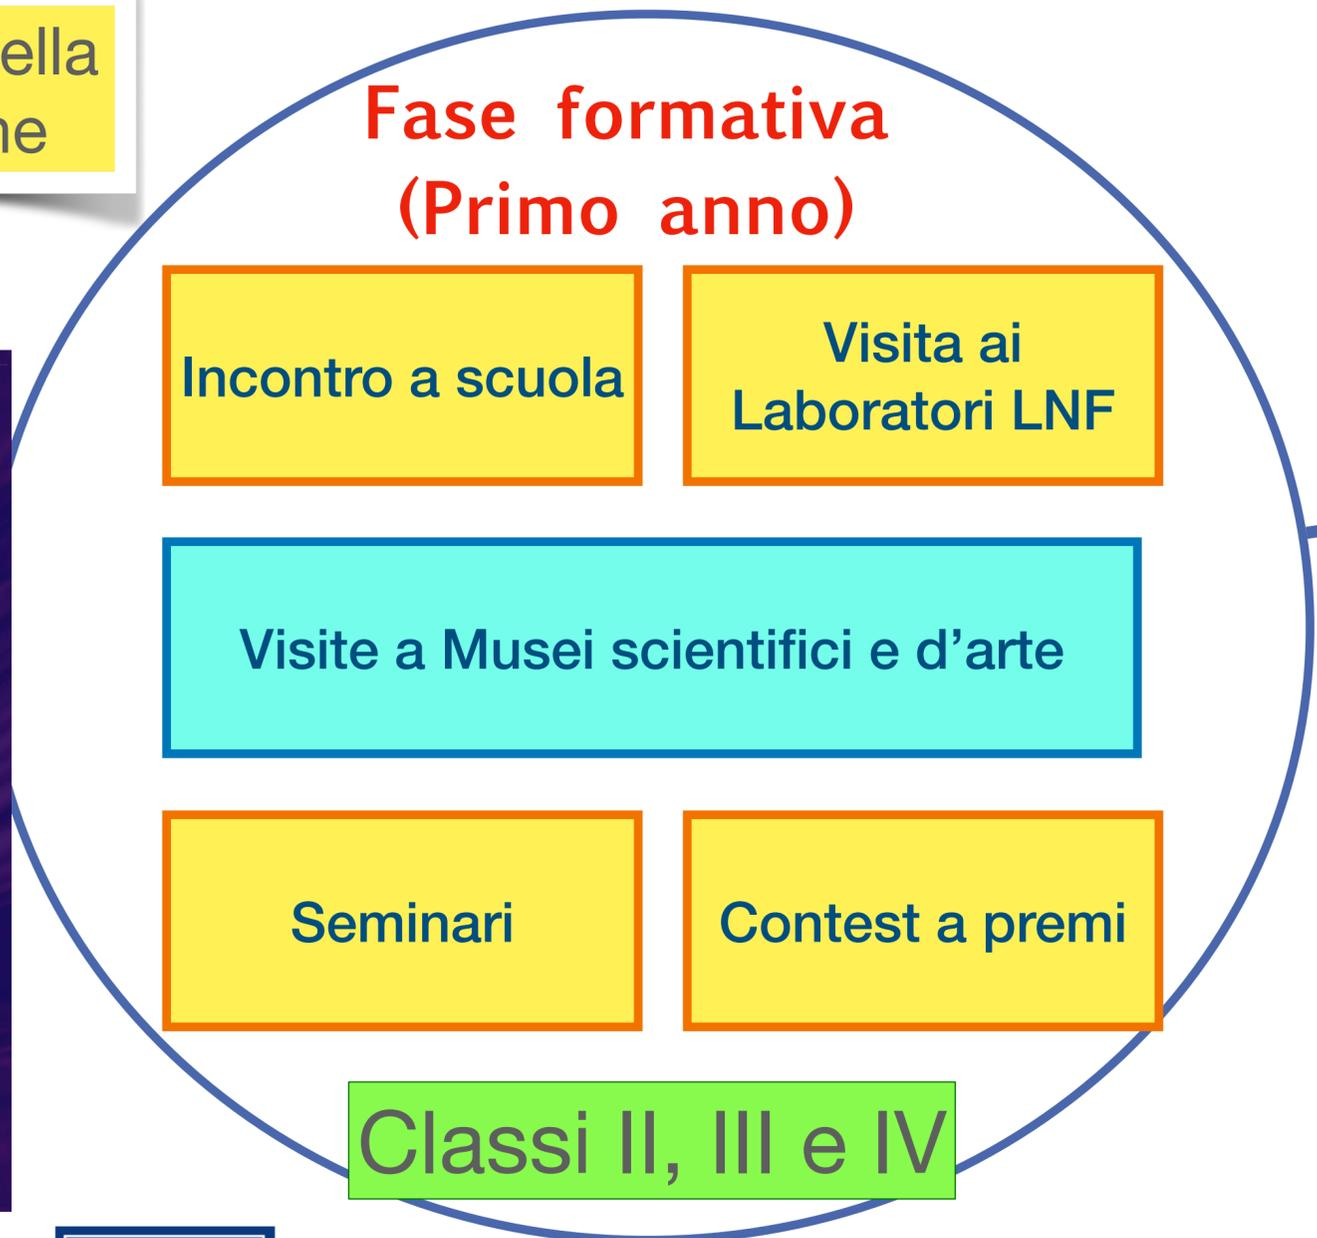 ella
ne
Fase formativa
(Primo anno)
Incontro a scuola
Visita ai
Laboratori LNF
Visite a Musei scientifici e d’arte
Seminari
Contest a premi
Classi II, III e IV